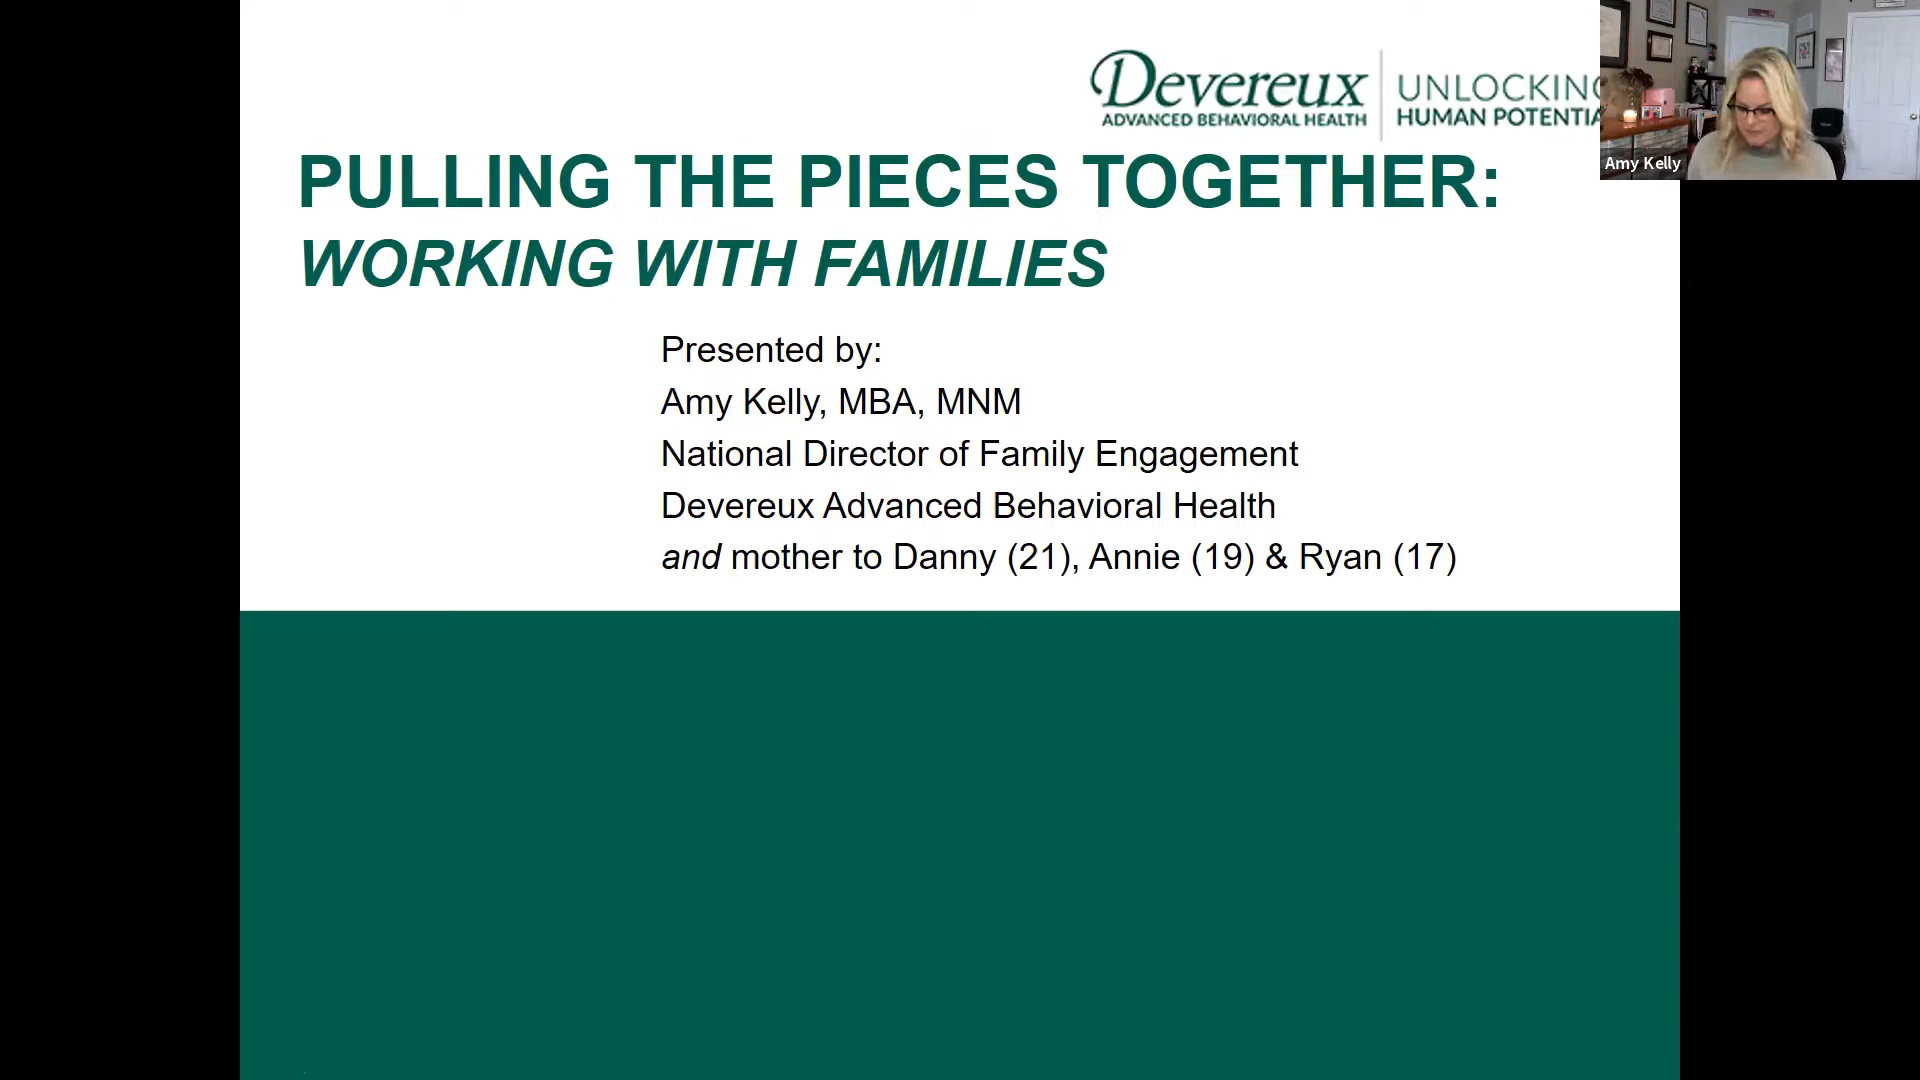 Devereux
ADVANCED BEHAVIORAL HEALTH
UNLOCKING
HUMAN POTENTIA
Amy Kelly
PULLING THE PIECES TOGETHER:
WORKING WITH FAMILIES
Presented by:
Amy Kelly, MBA, MNM
National Director of Family Engagement
Devereux Advanced Behavioral Health
and mother to Danny (21), Annie (19) & Ryan (17)